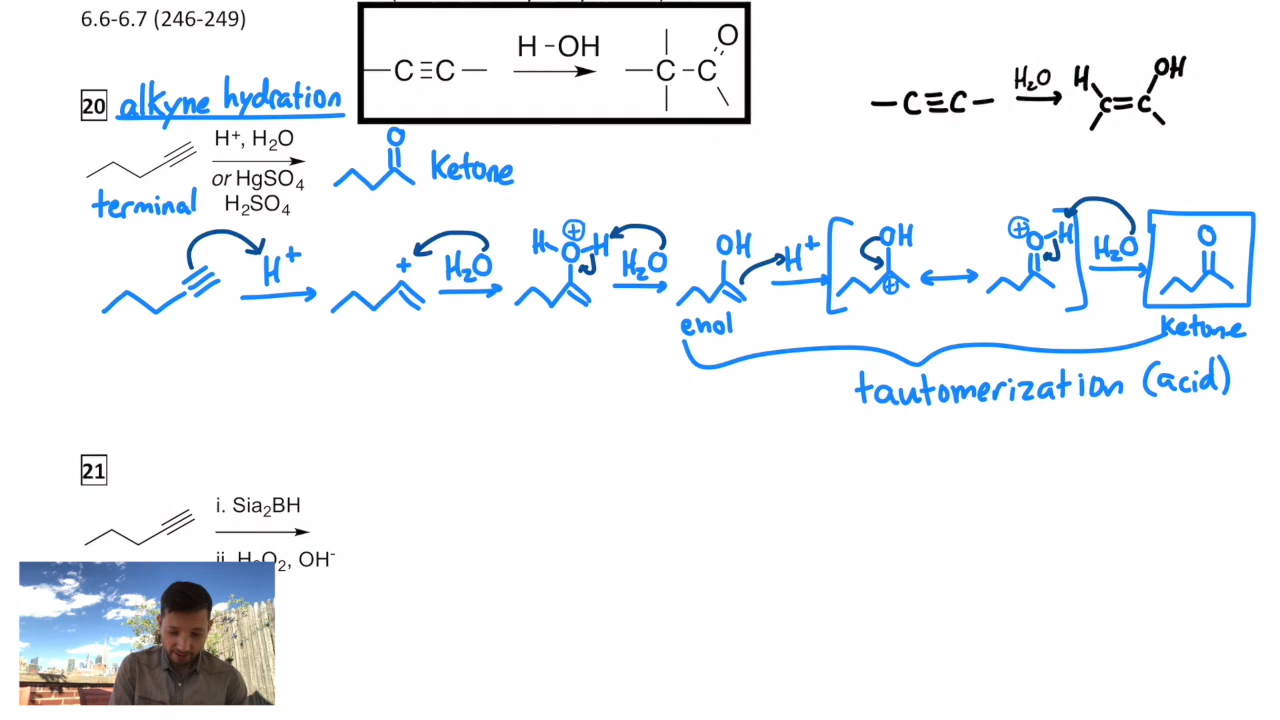 6.6-6.7 (246-249)
—C≡C— H–OH —C–C O
—C≡C— H₂O H C=C OH
20 alkyne hydration
H⁺, H₂O
or HgSO₄
H₂SO₄
O ketone
terminal
H⁺ + H₂O H–O–H ⊕ H₂O OH H⁺ OH ⊕ ⊕ O–H H₂O O
enol ketone
tautomerization (acid)
21
i. Sia₂BH
ii. H₂O₂, OH⁻